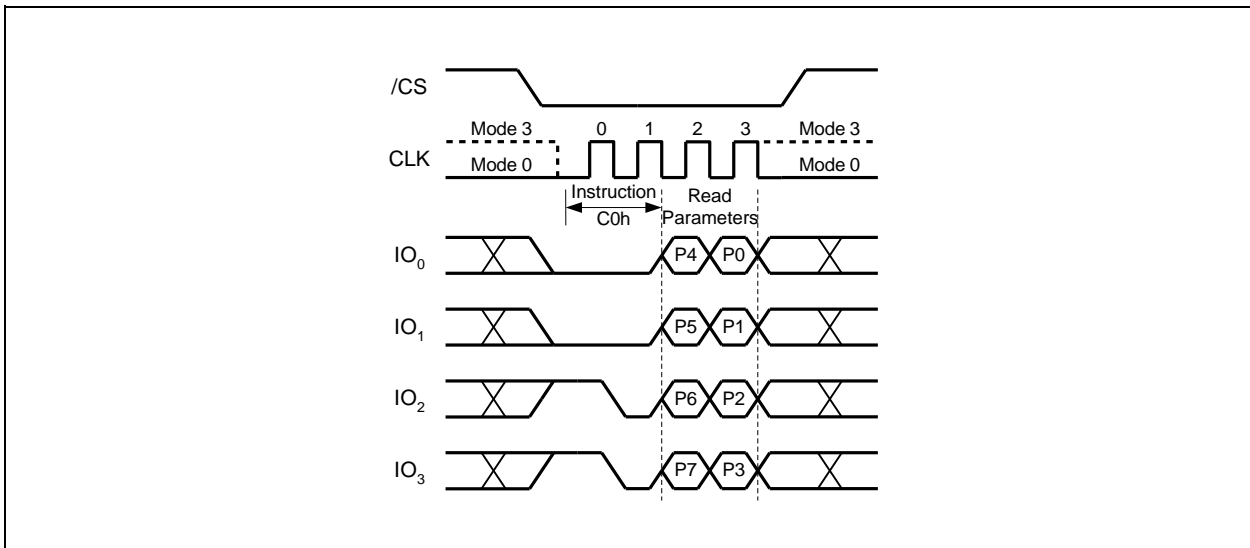 /CS
Mode 3 0 1 2 3 Mode 3
CLK
Mode 0 Mode 0
Instruction Read
C0h Parameters
IO0 P4 P0
IO1 P5 P1
IO2 P6 P2
IO3 P7 P3